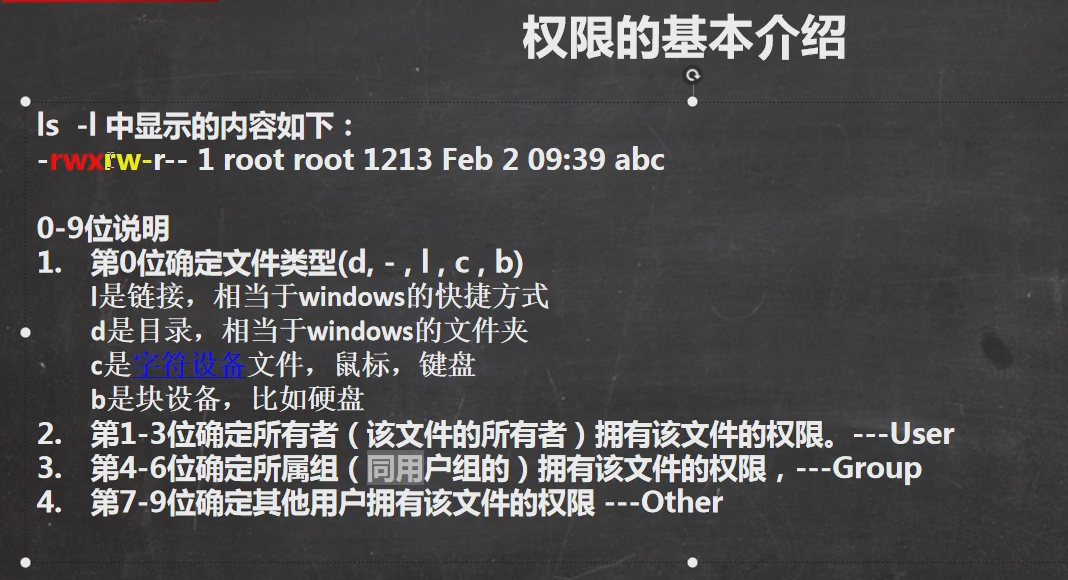 权限的基本介绍
ls -l 中显示的内容如下：
-rwxrw-r-- 1 root root 1213 Feb 2 09:39 abc
0-9位说明
1. 第0位确定文件类型(d, - , l , c , b)
l是链接，相当于windows的快捷方式
d是目录，相当于windows的文件夹
c是字符设备文件，鼠标，键盘
b是块设备，比如硬盘
2. 第1-3位确定所有者（该文件的所有者）拥有该文件的权限。---User
3. 第4-6位确定所属组（同用户组的）拥有该文件的权限，---Group
4. 第7-9位确定其他用户拥有该文件的权限 ---Other